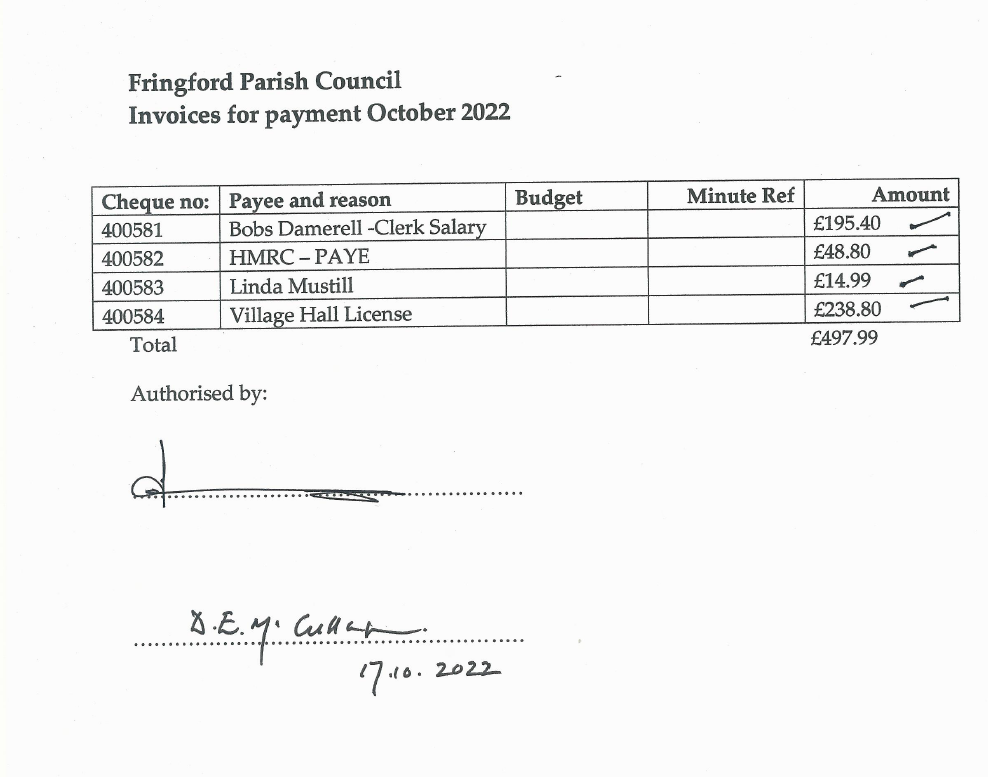 Fringford Parish Council
Invoices for payment October 2022
Cheque no: Payee and reason Budget Minute Ref Amount
400581 Bobs Damerell -Clerk Salary £195.40
400582 HMRC – PAYE £48.80
400583 Linda Mustill £14.99
400584 Village Hall License £238.80
Total £497.99
Authorised by:
D.E.
17.10.2022